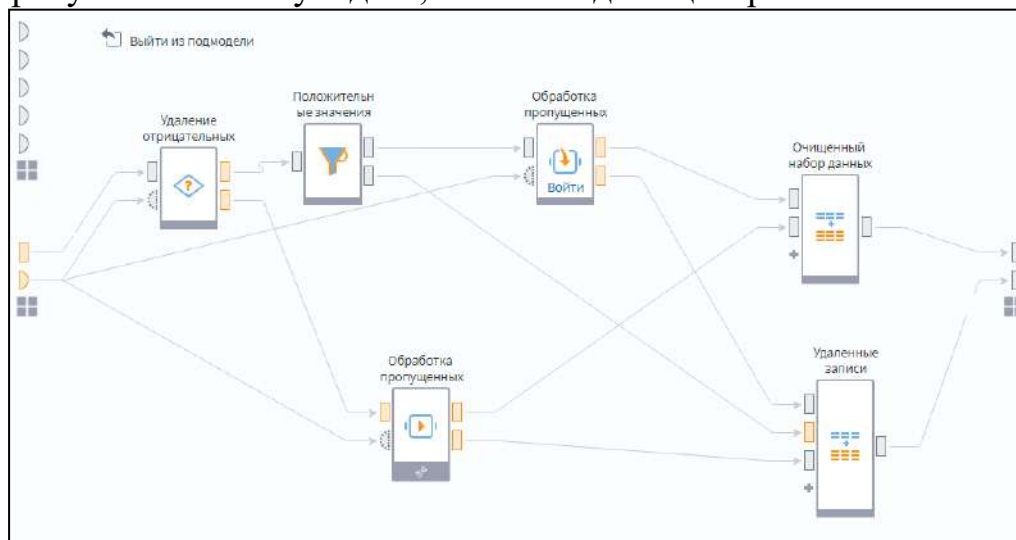 Выйти из подмодели
Удаление
отрицательных
Положительн
ые значения
Обработка
пропущенных
Войти
Очищенный
набор данных
Обработка
пропущенных
Удаленные
записи